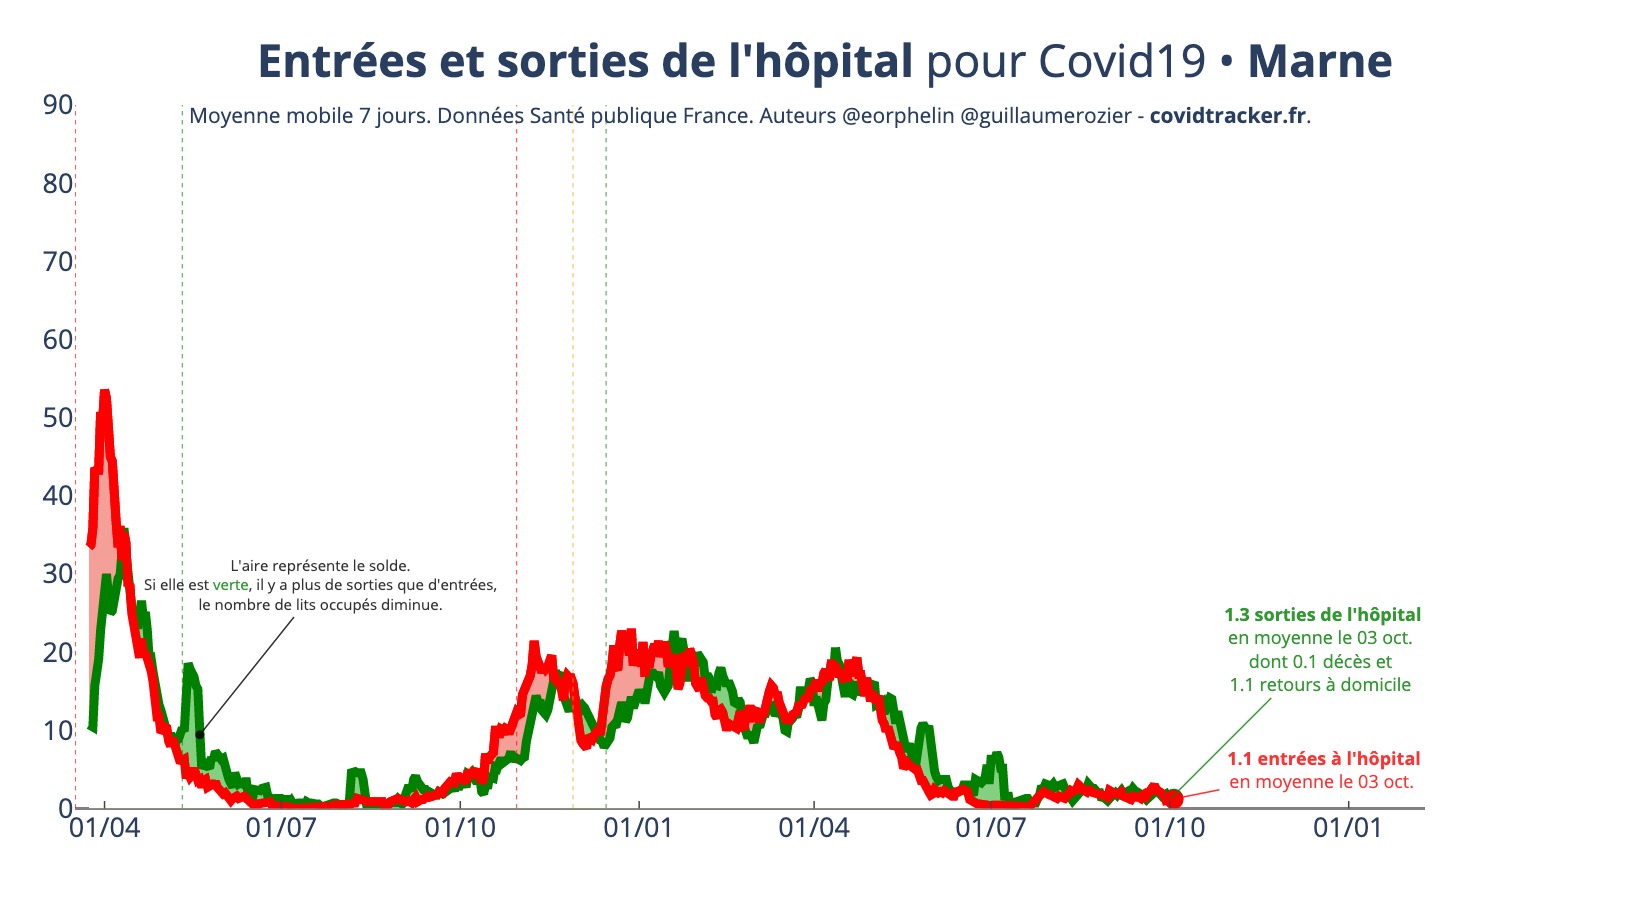 Entrées et sorties de l'hôpital pour Covid19 • Marne
Moyenne mobile 7 jours. Données Santé publique France. Auteurs @eorphelin @guillaumerozier - covidtracker.fr.
90
80
70
60
50
40
30
20
10
0
L'aire représente le solde.
Si elle est verte, il y a plus de sorties que d'entrées,
le nombre de lits occupés diminue.
1.3 sorties de l'hôpital
en moyenne le 03 oct.
dont 0.1 décès et
1.1 retours à domicile
1.1 entrées à l'hôpital
en moyenne le 03 oct.
01/04 01/07 01/10 01/01 01/04 01/07 01/10 01/01